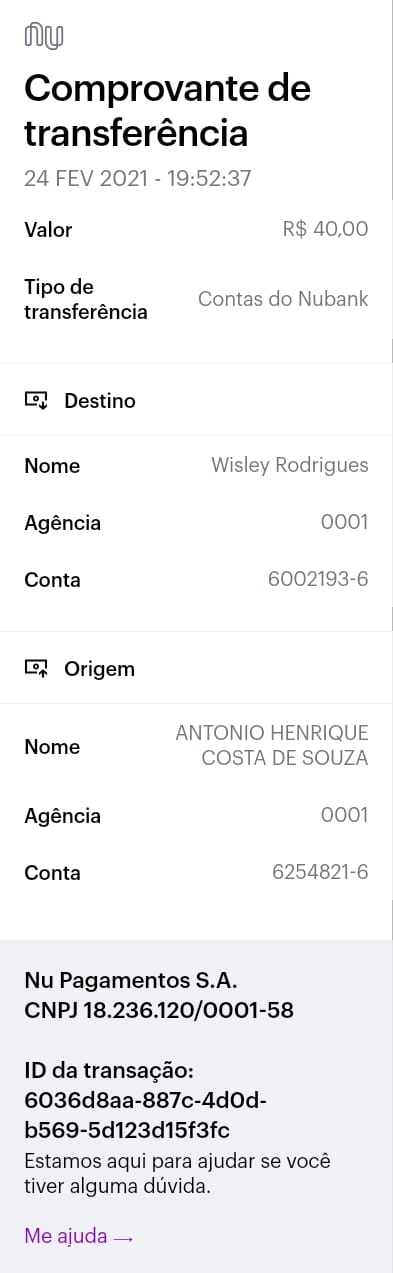 nu
Comprovante de
transferência
24 FEV 2021 - 19:52:37
Valor R$ 40,00
Tipo de
transferência Contas do Nubank
Destino
Nome Wisley Rodrigues
Agência 0001
Conta 6002193-6
Origem
Nome ANTONIO HENRIQUE
COSTA DE SOUZA
Agência 0001
Conta 6254821-6
Nu Pagamentos S.A.
CNPJ 18.236.120/0001-58
ID da transação:
6036d8aa-887c-4d0d-
b569-5d123d15f3fc
Estamos aqui para ajudar se você
tiver alguma dúvida.
Me ajuda →